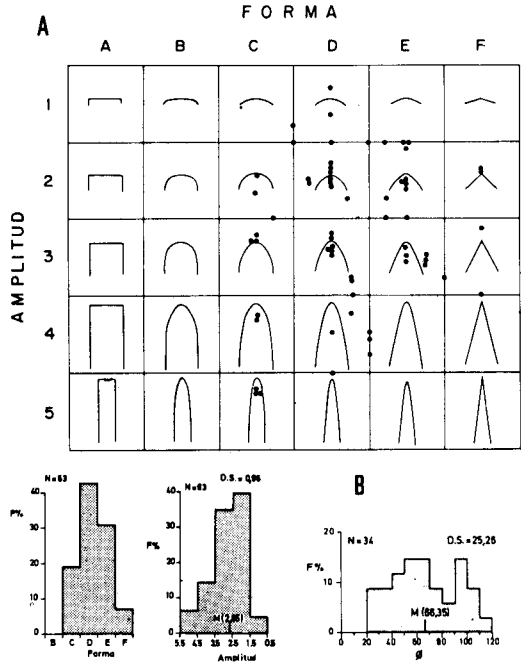 FORMA
A
A B C D E F
AMPLITUD
1
2
3
4
5
N=63
F%
40
30
20
10
0
B C D E F
Forma
N=63 D.S.=0,96
F%
40
30
20
10
0
5.5 4.5 3.5 2.5 1.5 0.5
Amplitud
B
N=34 D.S.=25,26
F%
20
10
0
M (66,35)
0 20 40 60 80 100 120
Ø